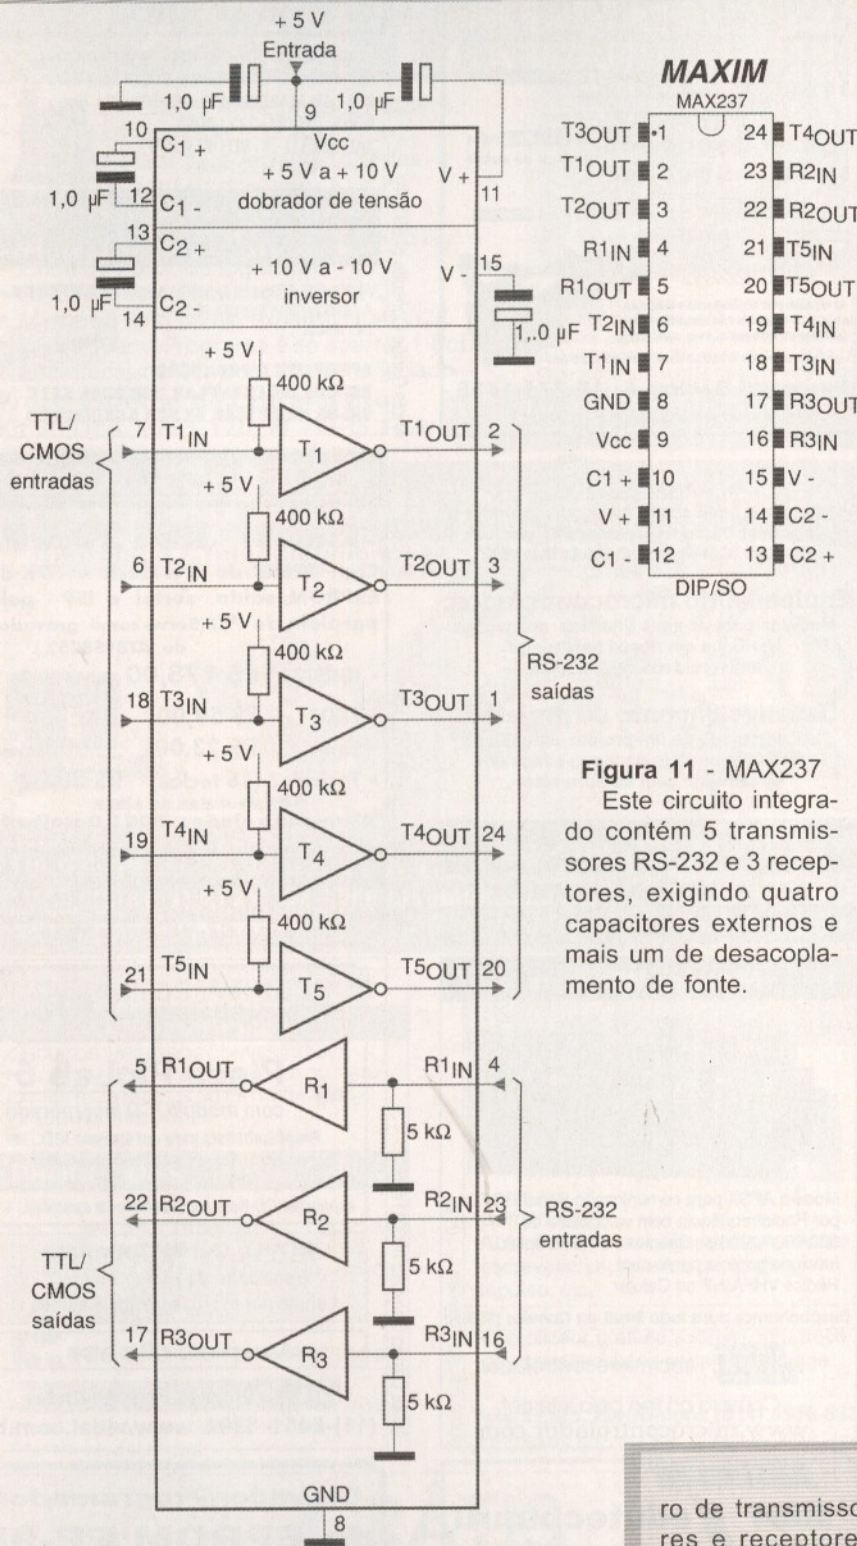 + 5 V
Entrada
1,0 µF
9
1,0 µF
10
C1 +
Vcc
+ 5 V a + 10 V
dobrador de tensão
V +
11
1,0 µF
12
C1 -
13
C2 +
+ 10 V a - 10 V
inversor
V -
15
1,0 µF
14
C2 -
1,.0 µF
MAXIM
MAX237
T3OUT 1 24 T4OUT
T1OUT 2 23 R2IN
T2OUT 3 22 R2OUT
R1IN 4 21 T5IN
R1OUT 5 20 T5OUT
T2IN 6 19 T4IN
T1IN 7 18 T3IN
GND 8 17 R3OUT
Vcc 9 16 R3IN
C1 + 10 15 V -
V + 11 14 C2 -
C1 - 12 13 C2 +
DIP/SO
TTL/
CMOS
entradas
+ 5 V
400 kΩ
7 T1IN T1 T1OUT 2
+ 5 V
400 kΩ
6 T2IN T2 T2OUT 3
+ 5 V
400 kΩ
18 T3IN T3 T3OUT 1
+ 5 V
400 kΩ
19 T4IN T4 T4OUT 24
+ 5 V
400 kΩ
21 T5IN T5 T5OUT 20
RS-232
saídas
Figura 11 - MAX237
Este circuito integra-
do contém 5 transmis-
sores RS-232 e 3 recep-
tores, exigindo quatro
capacitores externos e
mais um de desacopla-
mento de fonte.
5 R1OUT R1 R1IN 4
5 kΩ
22 R2OUT R2 R2IN 23
5 kΩ
17 R3OUT R3 R3IN 16
5 kΩ
TTL/
CMOS
saídas
RS-232
entradas
GND
8
ro de transmisso
res e receptore